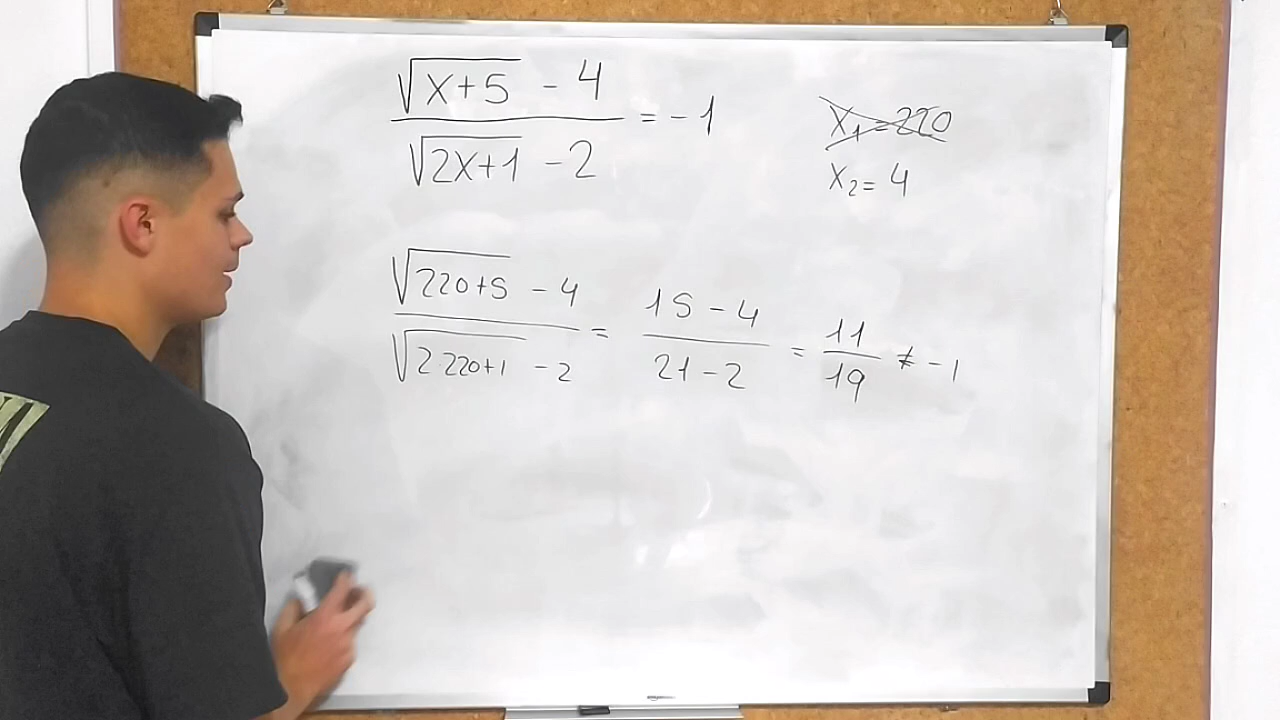 √(x+5) - 4 / √(2x+1) - 2 = -1
x₁ = 220
x₂ = 4
√(220+5) - 4 / √(2·220+1) - 2 = 15 - 4 / 21 - 2 = 11 / 19 ≠ -1